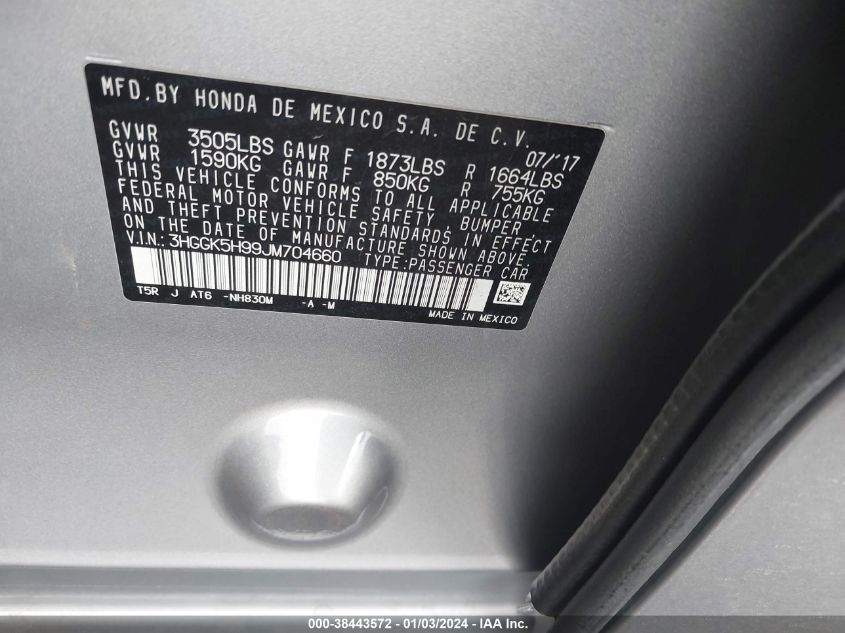 MFD. BY HONDA DE MEXICO S.A. DE C.V.
07/'17
GVWR 3505LBS GAWR F 1873LBS R 1664LBS
GVWR 1590KG GAWR F 850KG R 755KG
THIS VEHICLE CONFORMS TO ALL APPLICABLE
FEDERAL MOTOR VEHICLE SAFETY, BUMPER,
AND THEFT PREVENTION STANDARDS IN EFFECT
ON THE DATE OF MANUFACTURE SHOWN ABOVE.
V.I.N.: 3HGGK5H99JM704660 TYPE:PASSENGER CAR
T5R J AT6 -NH830M -A -M
MADE IN MEXICO
000-38443572 - 01/03/2024 - IAA Inc.